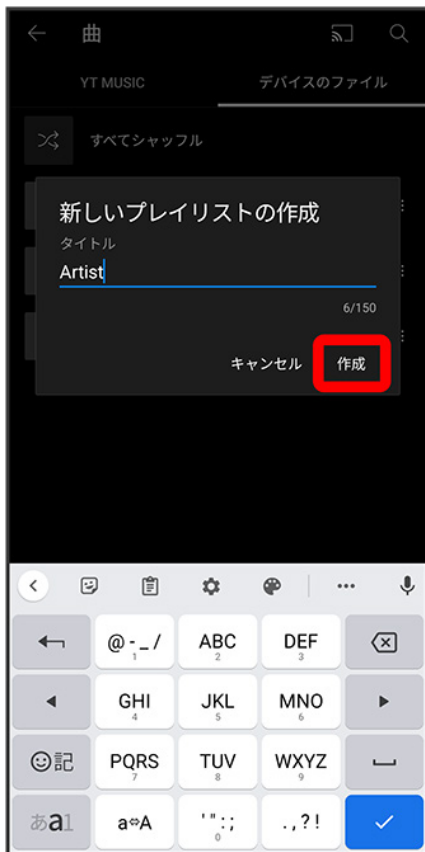 曲
YT MUSIC デバイスのファイル
すべてシャッフル
新しいプレイリストの作成
タイトル
Artist
6/150
キャンセル 作成
@-_/ ABC DEF
1 2 3
GHI JKL MNO
4 5 6
記 PQRS TUV WXYZ
7 8 9
あa1 a⇔A '":; .,?!
0